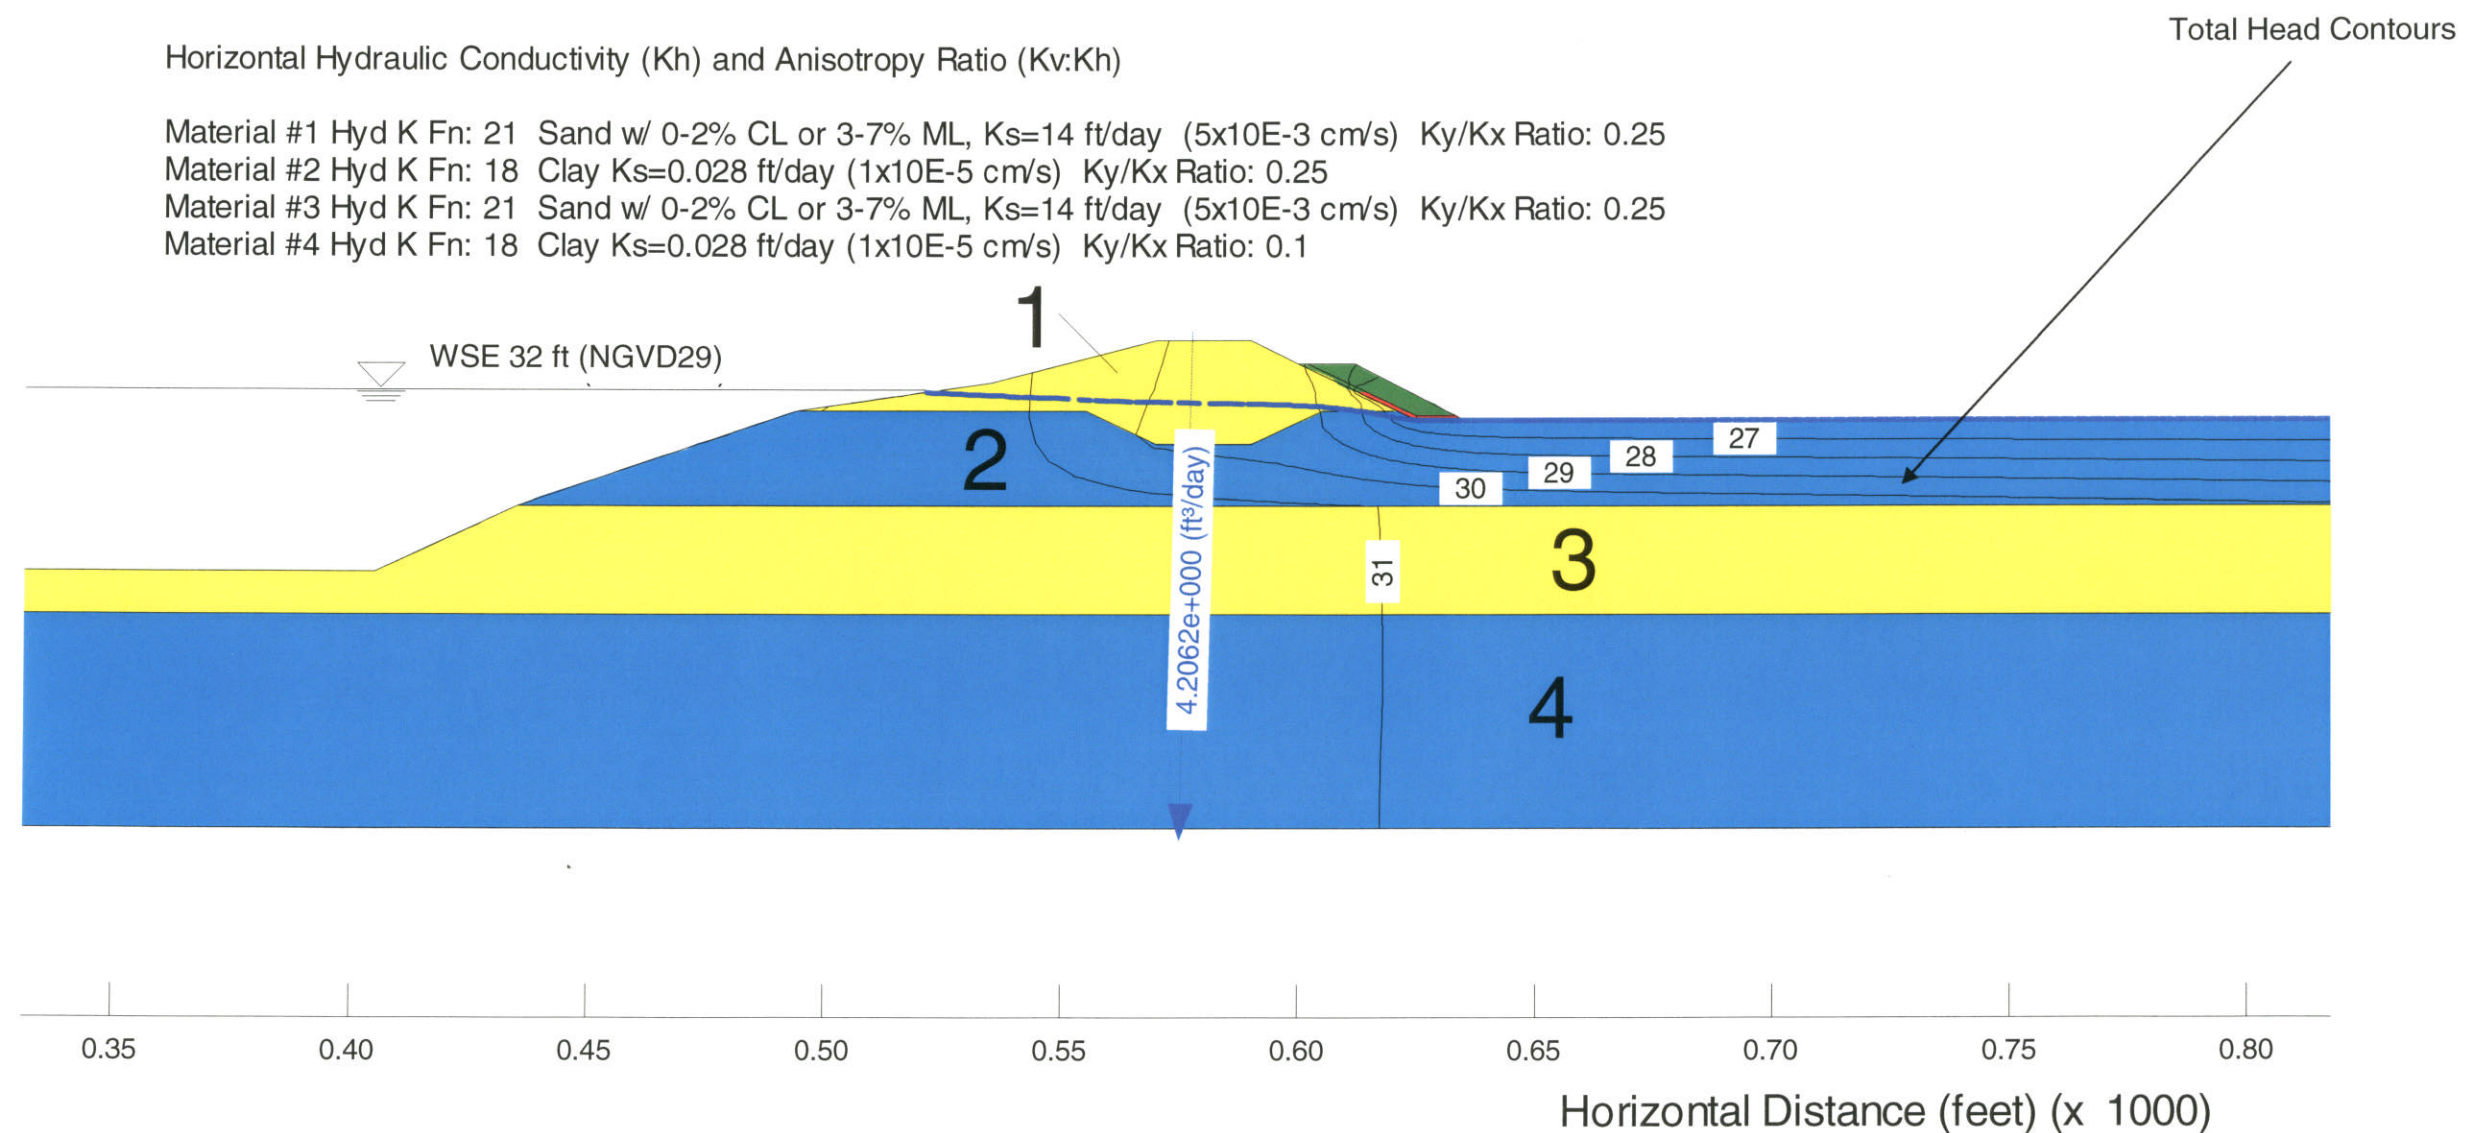 Total Head Contours
Horizontal Hydraulic Conductivity (Kh) and Anisotropy Ratio (Kv:Kh)
Material #1 Hyd K Fn: 21 Sand w/ 0-2% CL or 3-7% ML, Ks=14 ft/day (5x10E-3 cm/s) Ky/Kx Ratio: 0.25
Material #2 Hyd K Fn: 18 Clay Ks=0.028 ft/day (1x10E-5 cm/s) Ky/Kx Ratio: 0.25
Material #3 Hyd K Fn: 21 Sand w/ 0-2% CL or 3-7% ML, Ks=14 ft/day (5x10E-3 cm/s) Ky/Kx Ratio: 0.25
Material #4 Hyd K Fn: 18 Clay Ks=0.028 ft/day (1x10E-5 cm/s) Ky/Kx Ratio: 0.1
1
WSE 32 ft (NGVD29)
2
27
28
29
30
4.2062e+000 (ft³/day)
31
3
4
0.35 0.40 0.45 0.50 0.55 0.60 0.65 0.70 0.75 0.80
Horizontal Distance (feet) (x 1000)